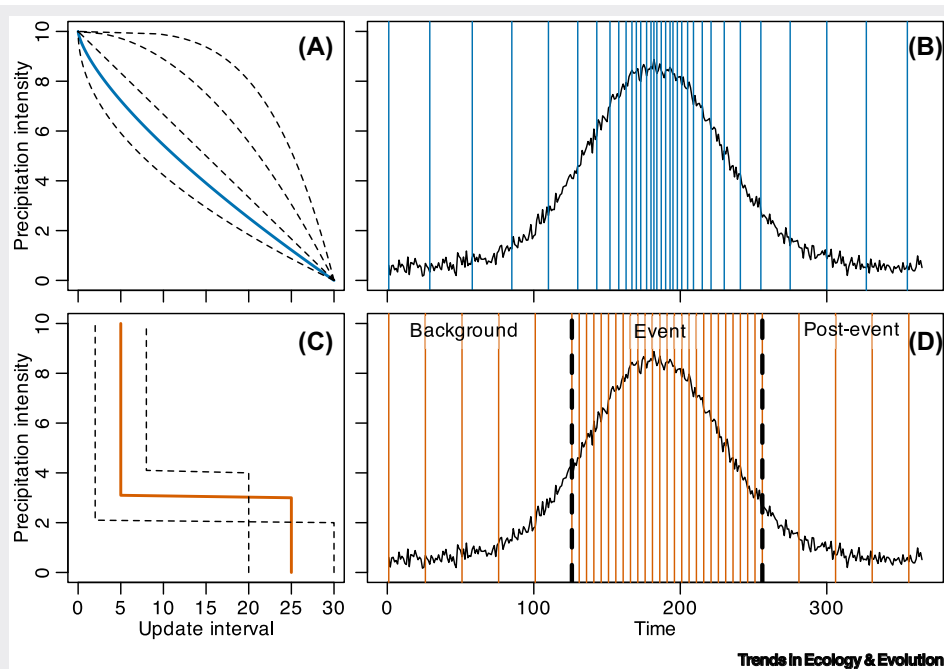 (A)
Precipitation intensity
0 2 4 6 8 10
(B)
(C)
Precipitation intensity
0 2 4 6 8 10
0 5 10 15 20 25 30
Update interval
Background Event Post-event
(D)
0 100 200 300
Time
Trends in Ecology & Evolution